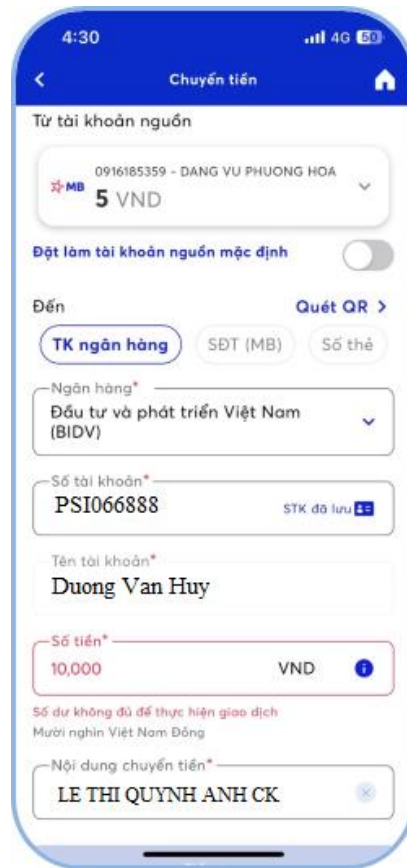 4:30
4G 50
Chuyển tiền
Từ tài khoản nguồn
0916185359 - DANG VU PHUONG HOA
MB
5 VND
Đặt làm tài khoản nguồn mặc định
Đến
Quét QR >
TK ngân hàng
SĐT (MB)
Số thẻ
Ngân hàng*
Đầu tư và phát triển Việt Nam
(BIDV)
Số tài khoản*
PSI066888
STK đã lưu
Tên tài khoản*
Duong Van Huy
Số tiền*
10,000
VND
Số dư không đủ để thực hiện giao dịch
Mười nghìn Việt Nam Đồng
Nội dung chuyển tiền*
LE THI QUYNH ANH CK